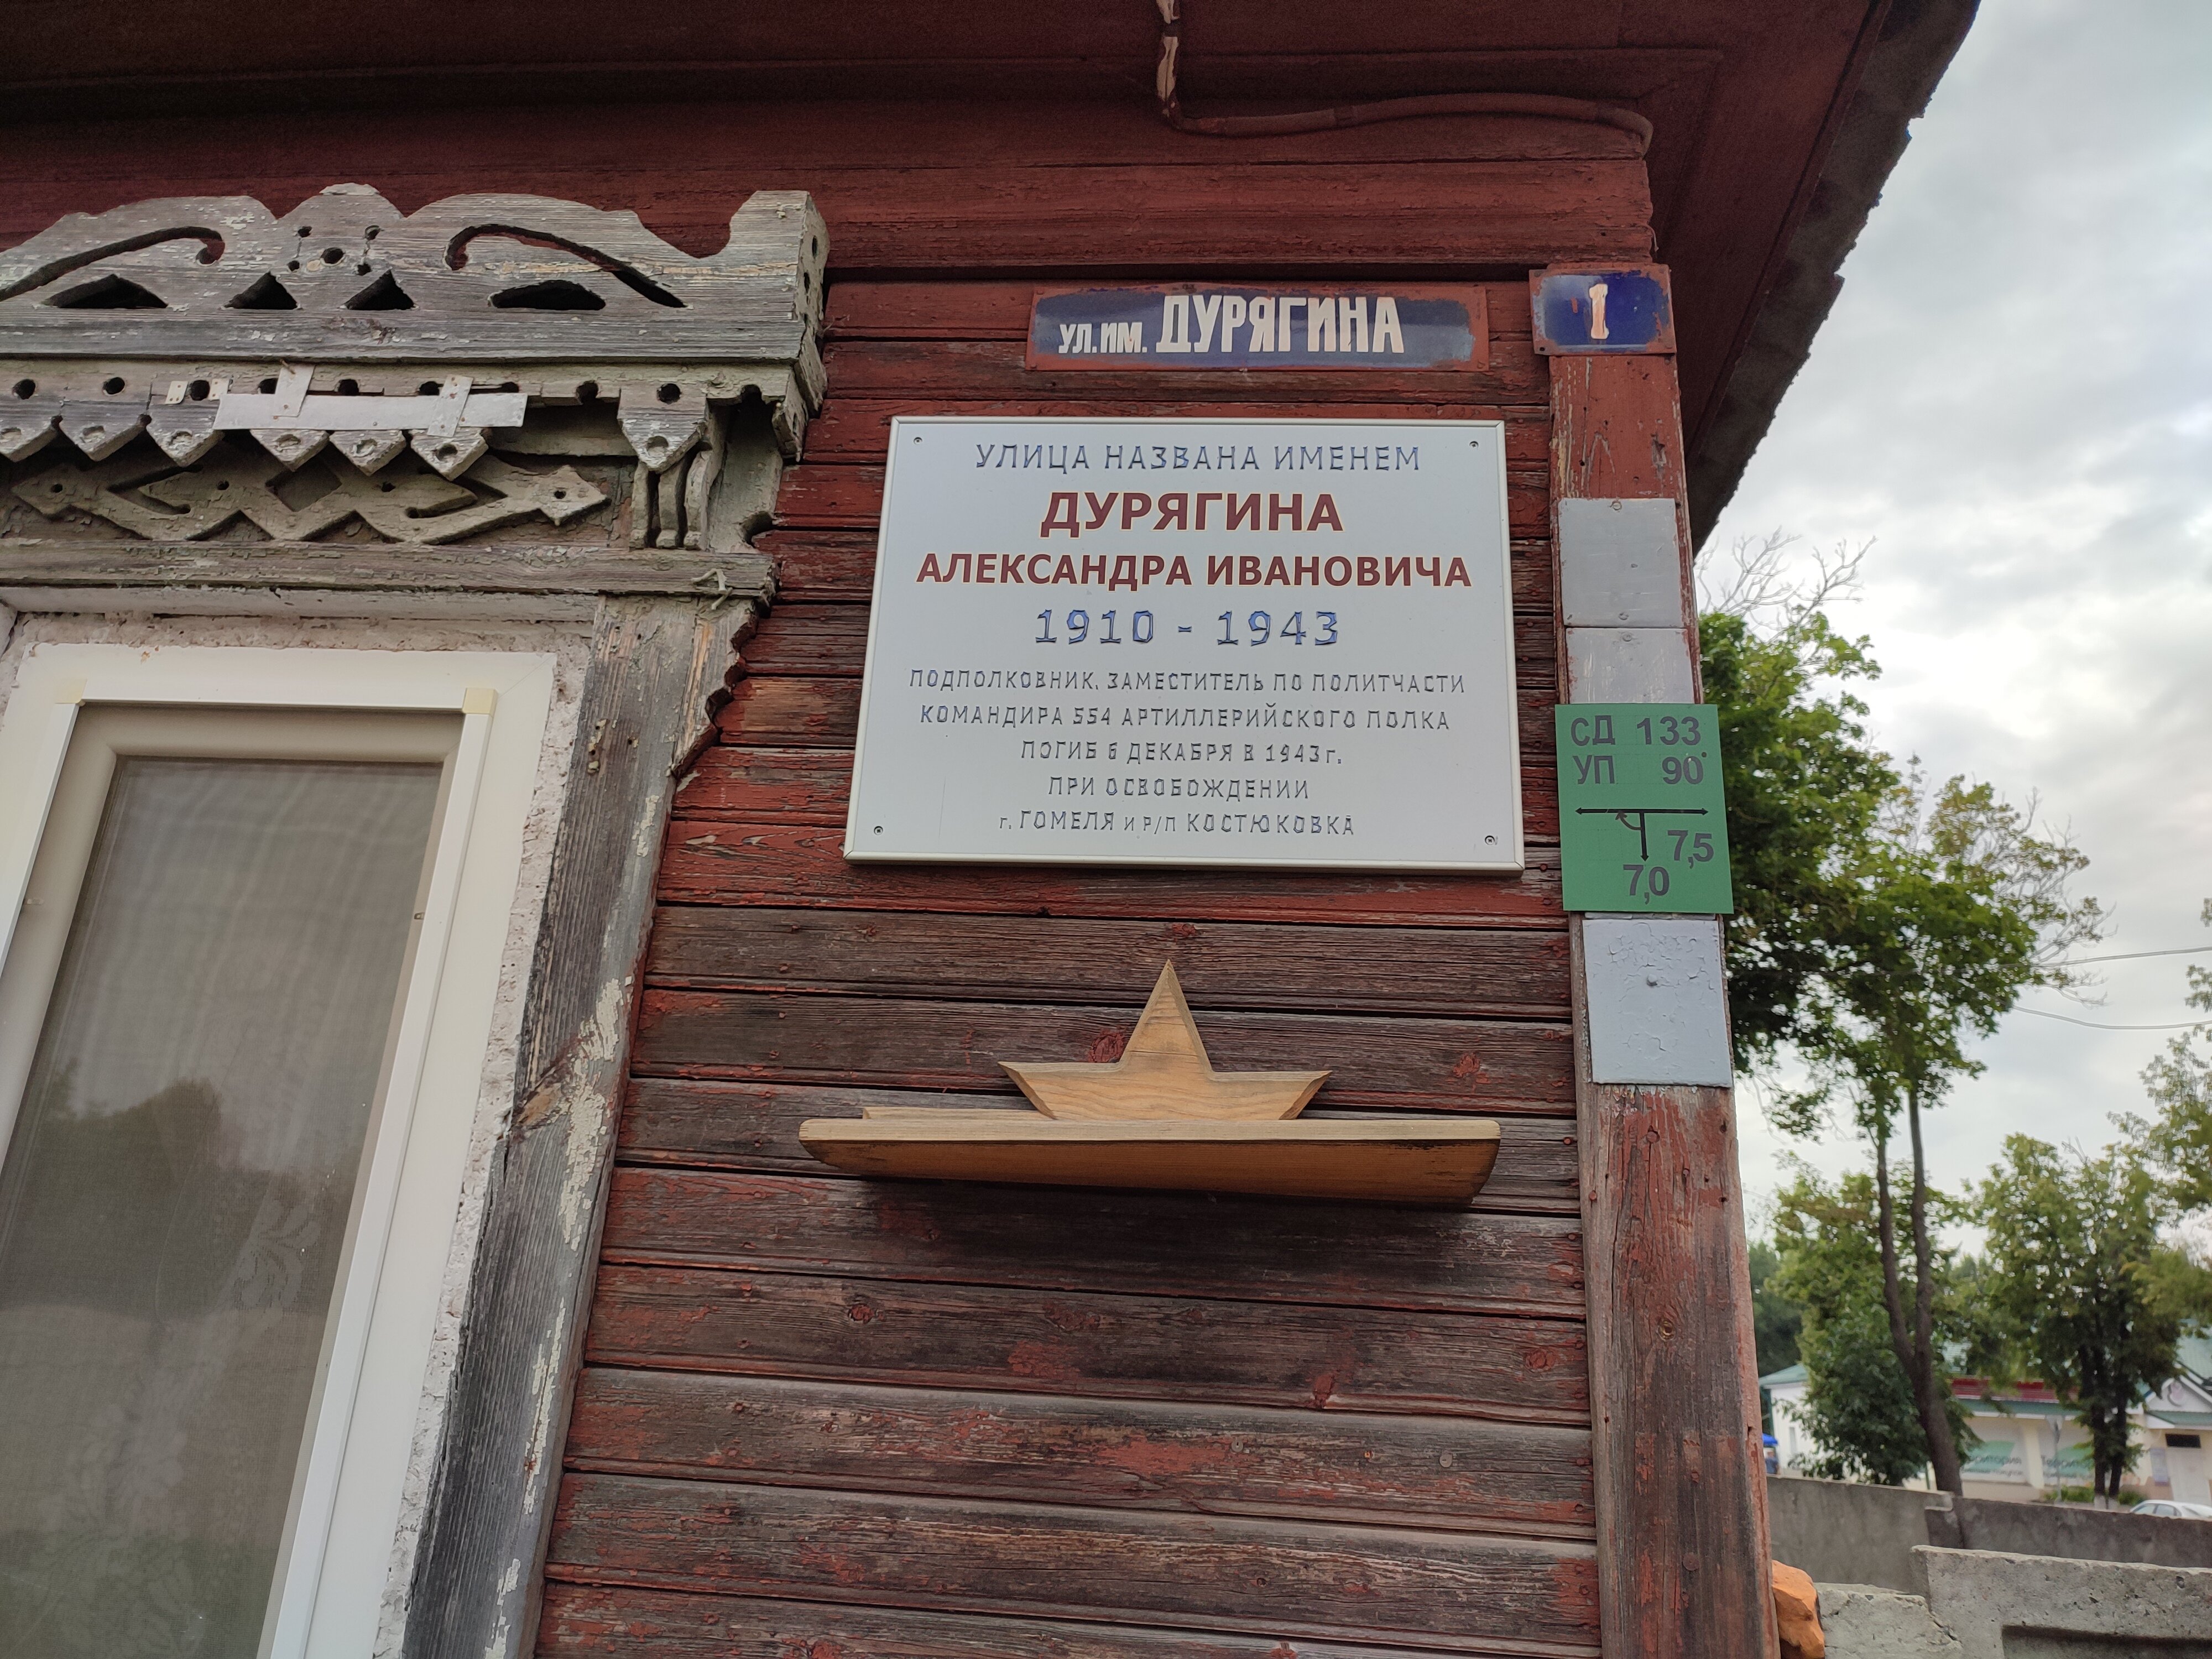 УЛ. ИМ. ДУРЯГИНА
1
УЛИЦА НАЗВАНА ИМЕНЕМ
ДУРЯГИНА
АЛЕКСАНДРА ИВАНОВИЧА
1910 - 1943
ПОДПОЛКОВНИК, ЗАМЕСТИТЕЛЬ ПО ПОЛИТЧАСТИ
КОМАНДИРА 554 АРТИЛЛЕРИЙСКОГО ПОЛКА
ПОГИБ 6 ДЕКАБРЯ В 1943г.
ПРИ ОСВОБОЖДЕНИИ
г. ГОМЕЛЯ И Р/П КОСТЮКОВКА
СД 133
УП 90°
7,5
7,0